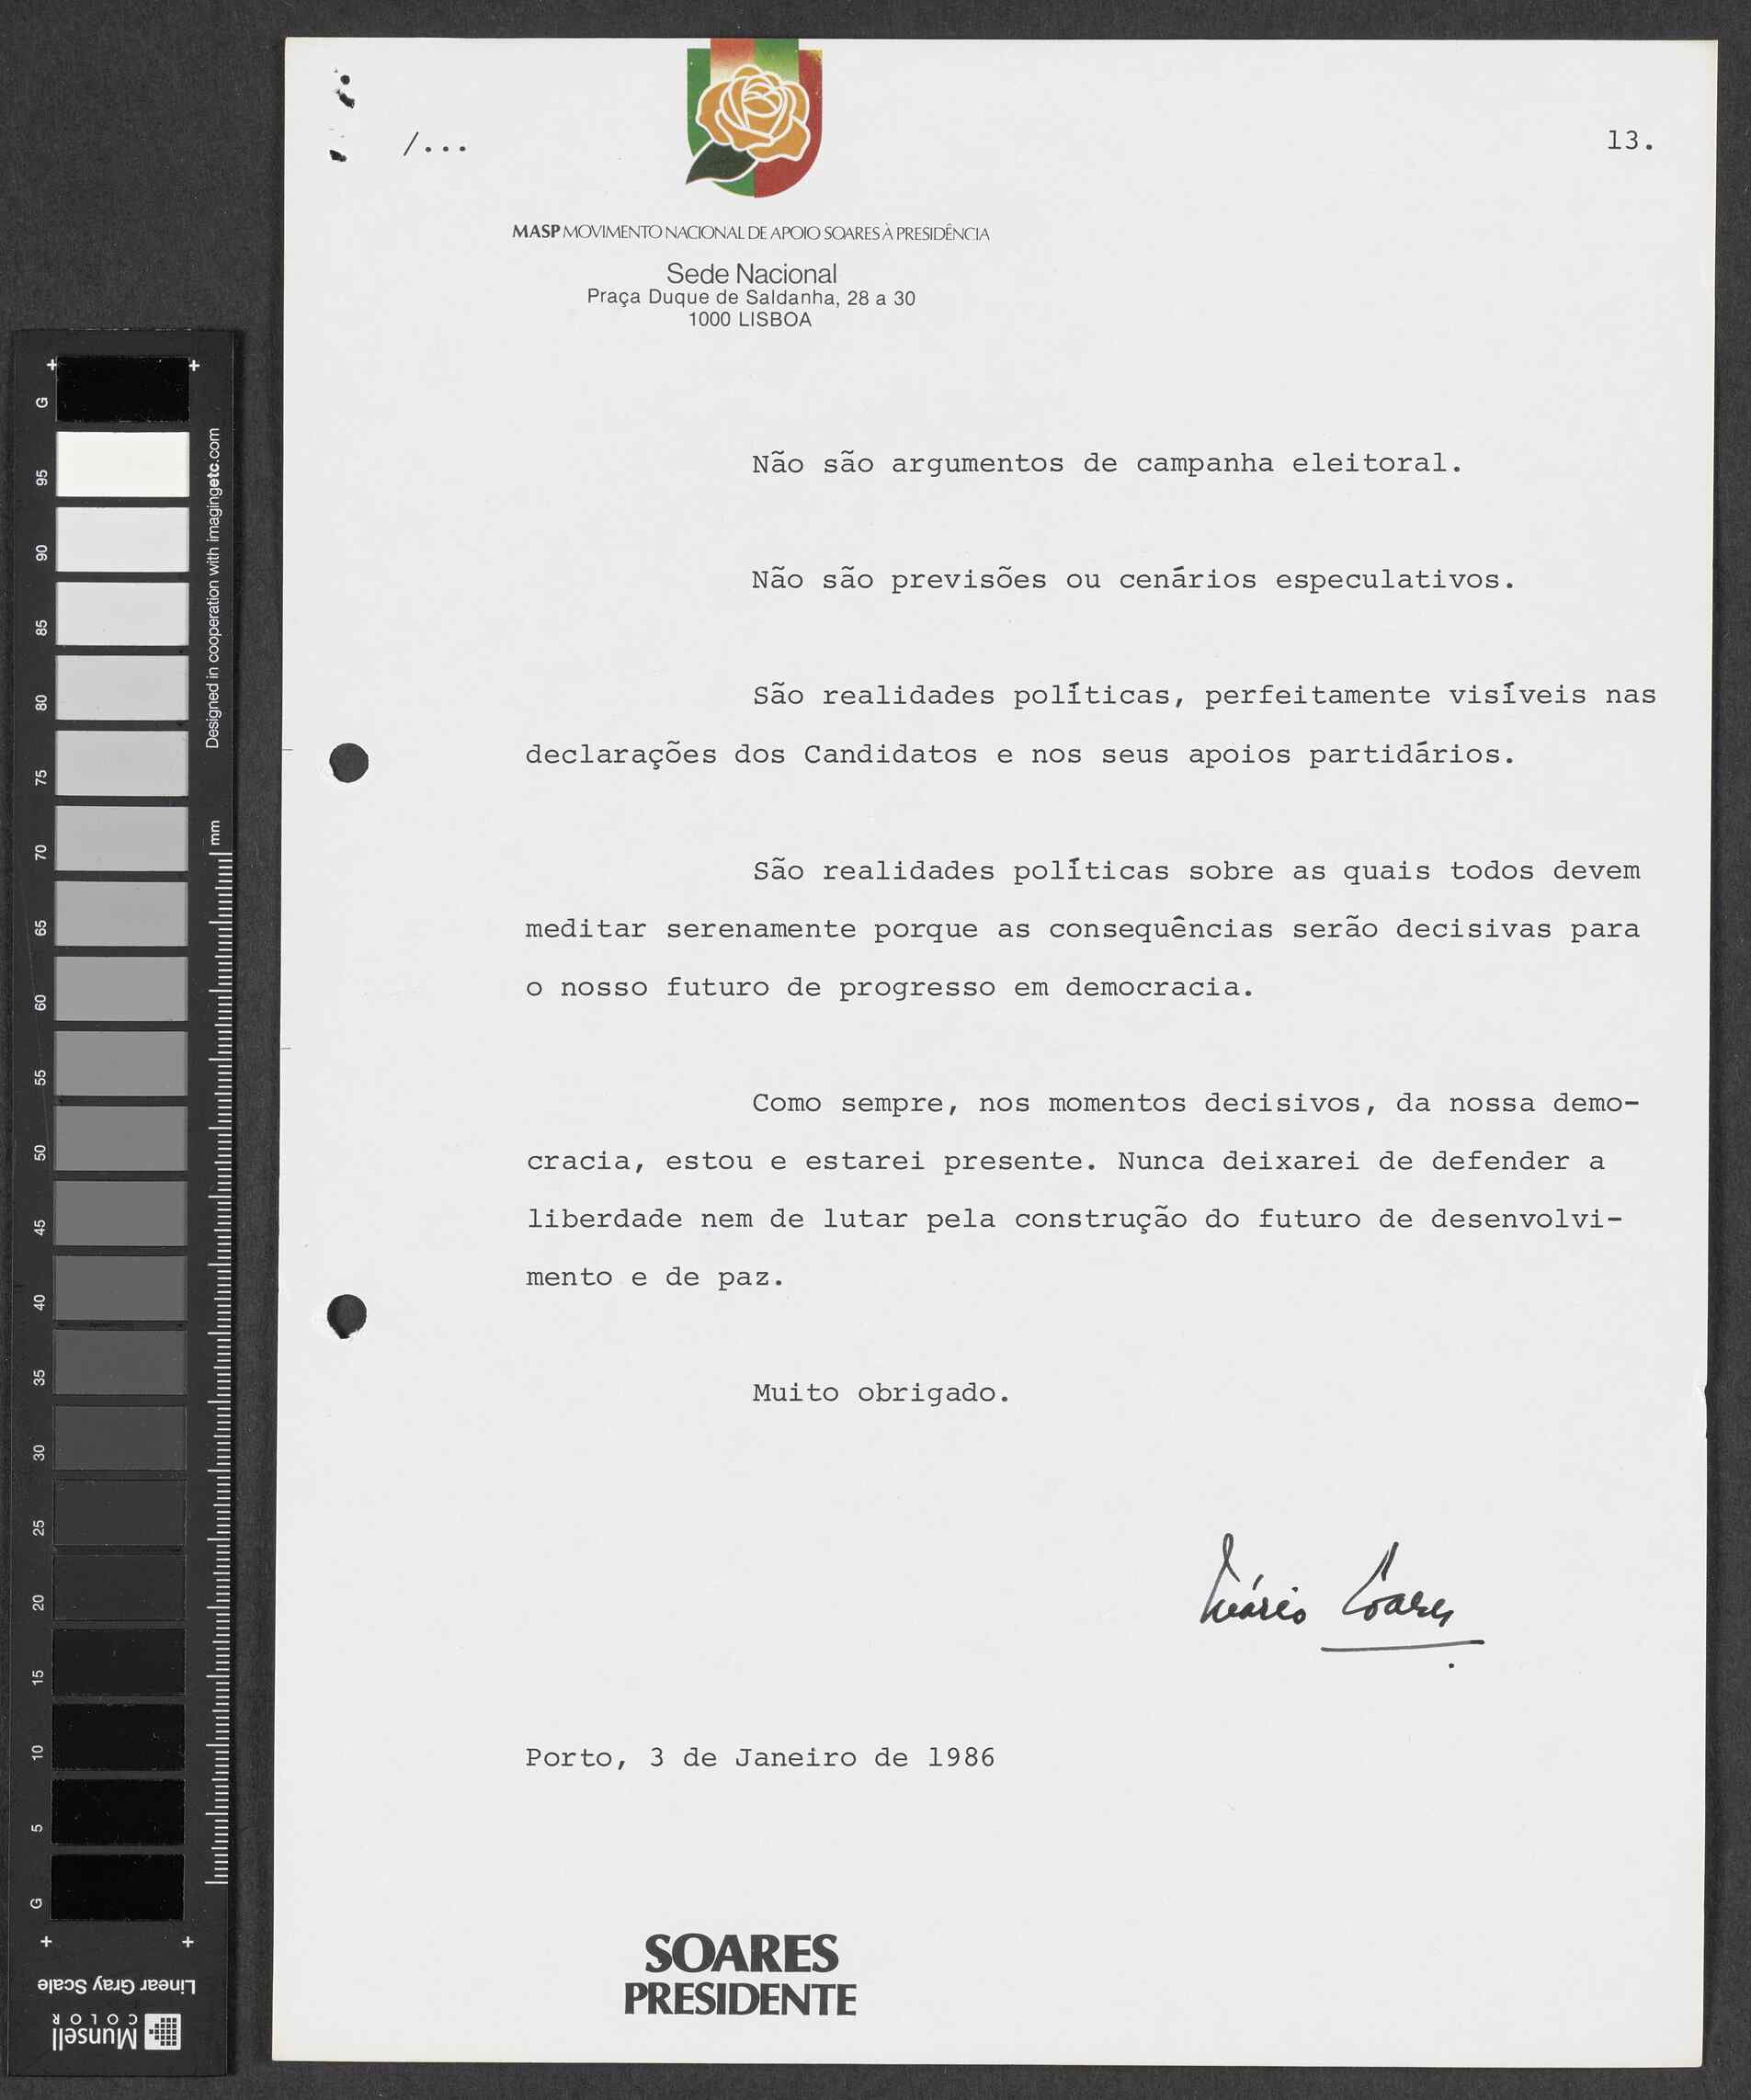 /...
13.
MASP MOVIMENTO NACIONAL DE APOIO SOARES À PRESIDÊNCIA
Sede Nacional
Praça Duque de Saldanha, 28 a 30
1000 LISBOA
Não são argumentos de campanha eleitoral.
Não são previsões ou cenários especulativos.
São realidades políticas, perfeitamente visíveis nas
declarações dos Candidatos e nos seus apoios partidários.
São realidades políticas sobre as quais todos devem
meditar serenamente porque as consequências serão decisivas para
o nosso futuro de progresso em democracia.
Como sempre, nos momentos decisivos, da nossa demo-
cracia, estou e estarei presente. Nunca deixarei de defender a
liberdade nem de lutar pela construção do futuro de desenvolvi-
mento e de paz.
Muito obrigado.
Mário Soares
Porto, 3 de Janeiro de 1986
SOARES
PRESIDENTE
G
95
90
85
80
75
70
65
60
55
50
45
40
35
30
25
20
15
10
5
G
Designed in cooperation with imagingetc.com
mm
Linear Gray Scale
Munsell
COLOR